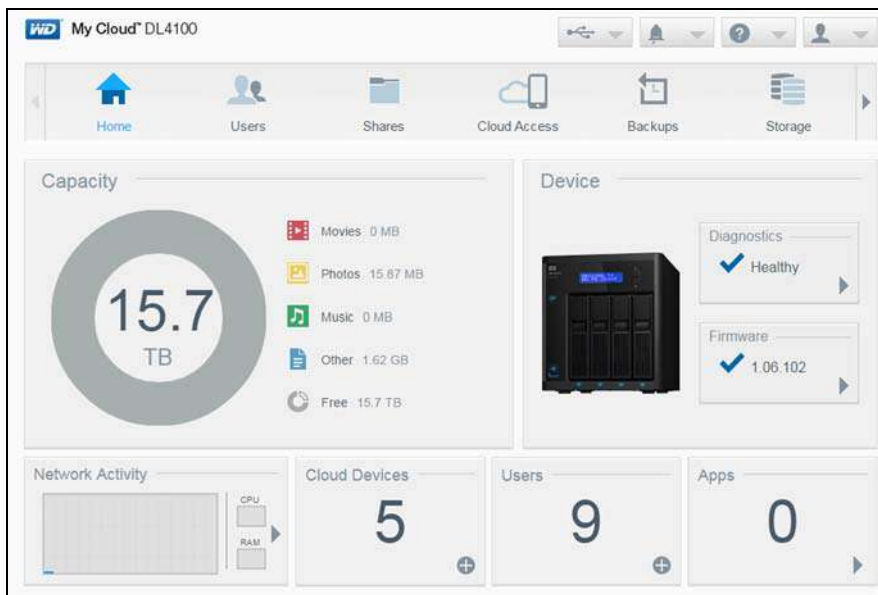 WD My Cloud™ DL4100
Home
Users
Shares
Cloud Access
Backups
Storage
Capacity
15.7
TB
Movies 0 MB
Photos 15.87 MB
Music 0 MB
Other 1.62 GB
Free 15.7 TB
Device
Diagnostics
Healthy
Firmware
1.06.102
Network Activity
CPU
RAM
Cloud Devices
5
Users
9
Apps
0